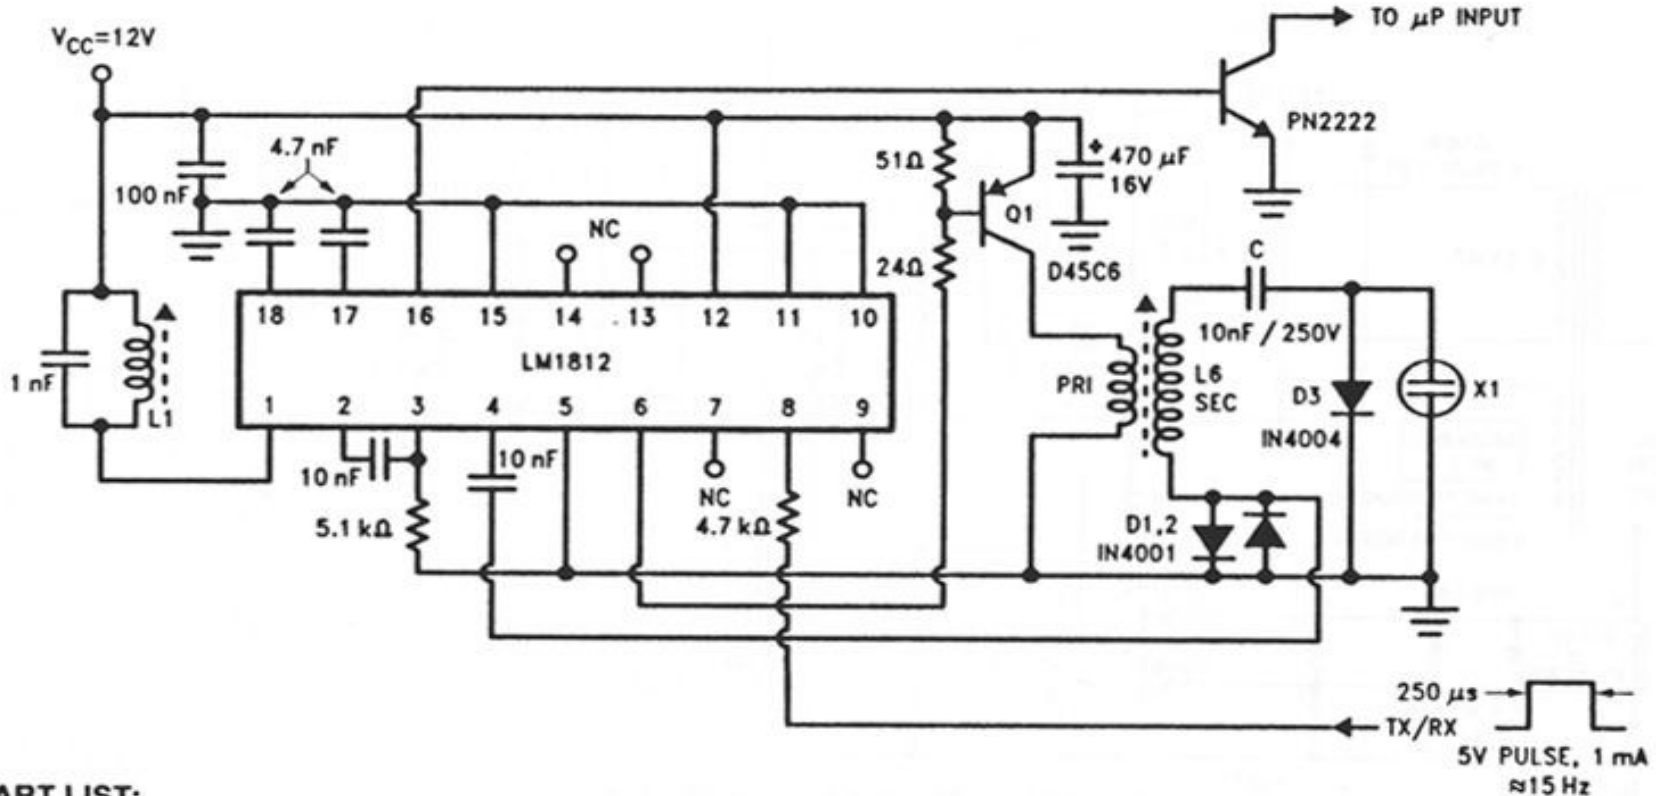 TO μP INPUT
VCC=12V
PN2222
4.7 nF
51Ω
+
470 μF
16V
100 nF
NC
Q1
24Ω
D45C6
C
10nF / 250V
18 17 16 15 14 13 12 11 10
LM1812
1 nF
L1
PRI
L6
SEC
D3
IN4004
X1
1 2 3 4 5 6 7 8 9
10 nF
10 nF
NC
NC
5.1 kΩ
4.7 kΩ
D1,2
IN4001
250 μs
TX/RX
5V PULSE, 1 mA
≈15 Hz